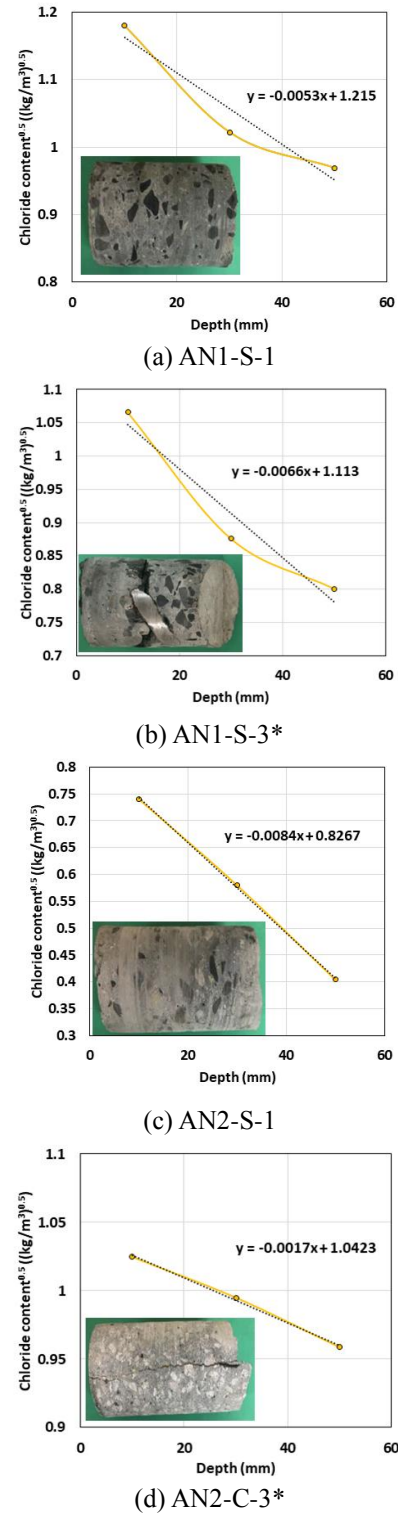 1.2
1.1
1
0.9
0.8
0
20
40
60
Chloride content^0.5 ((kg/m³)^0.5)
y = -0.0053x + 1.215
Depth (mm)
(a) AN1-S-1
1.1
1.05
1
0.95
0.9
0.85
0.8
0.75
0.7
0
20
40
60
Chloride content^0.5 ((kg/m³)^0.5)
y = -0.0066x + 1.113
Depth (mm)
(b) AN1-S-3*
0.8
0.75
0.7
0.65
0.6
0.55
0.5
0.45
0.4
0.35
0.3
0
20
40
60
Chloride content^0.5 ((kg/m³)^0.5)
y = -0.0084x + 0.8267
Depth (mm)
(c) AN2-S-1
1.1
1.05
1
0.95
0.9
0
20
40
60
Chloride content^0.5 ((kg/m³)^0.5)
y = -0.0017x + 1.0423
Depth (mm)
(d) AN2-C-3*